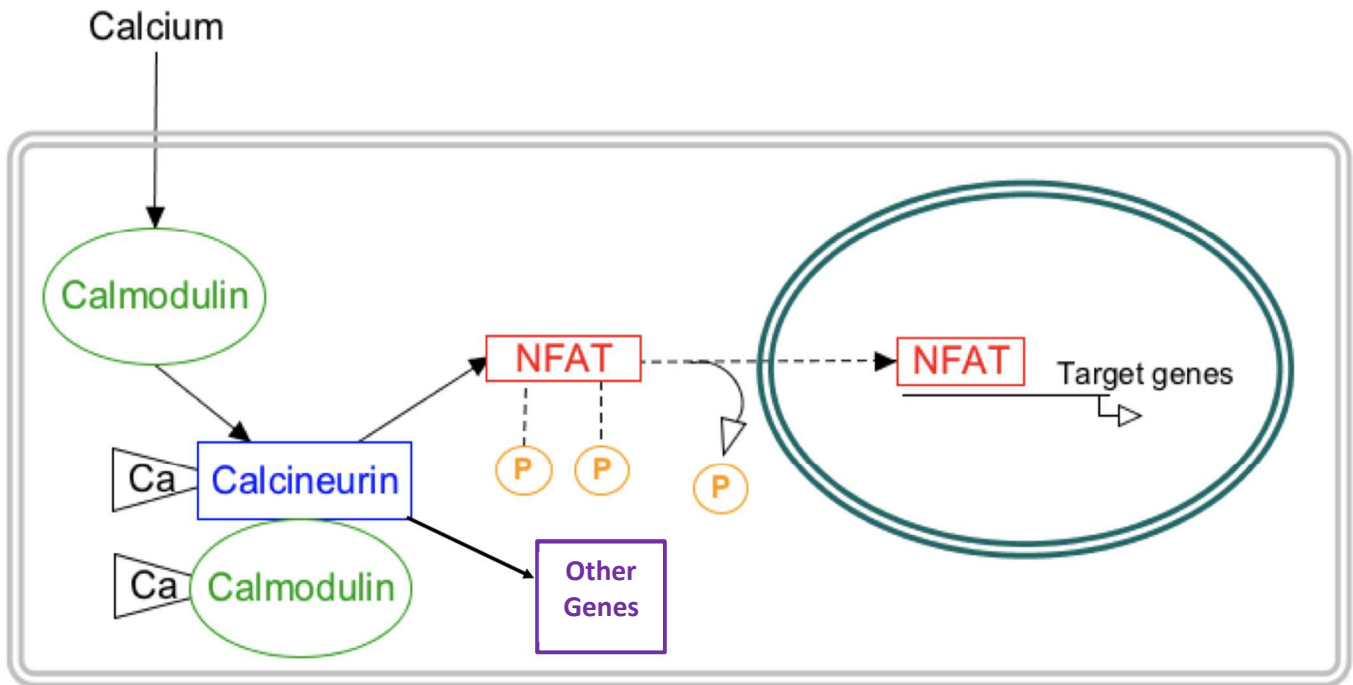 Calcium
Calmodulin
NFAT
NFAT
Target genes
Ca
Calcineurin
P
P
P
Ca
Calmodulin
Other
Genes